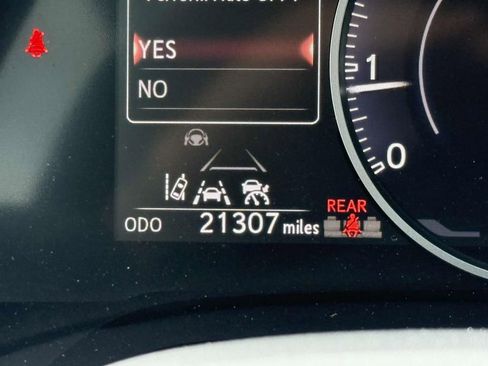 YES
NO
1
0
REAR
ODO 21307 miles